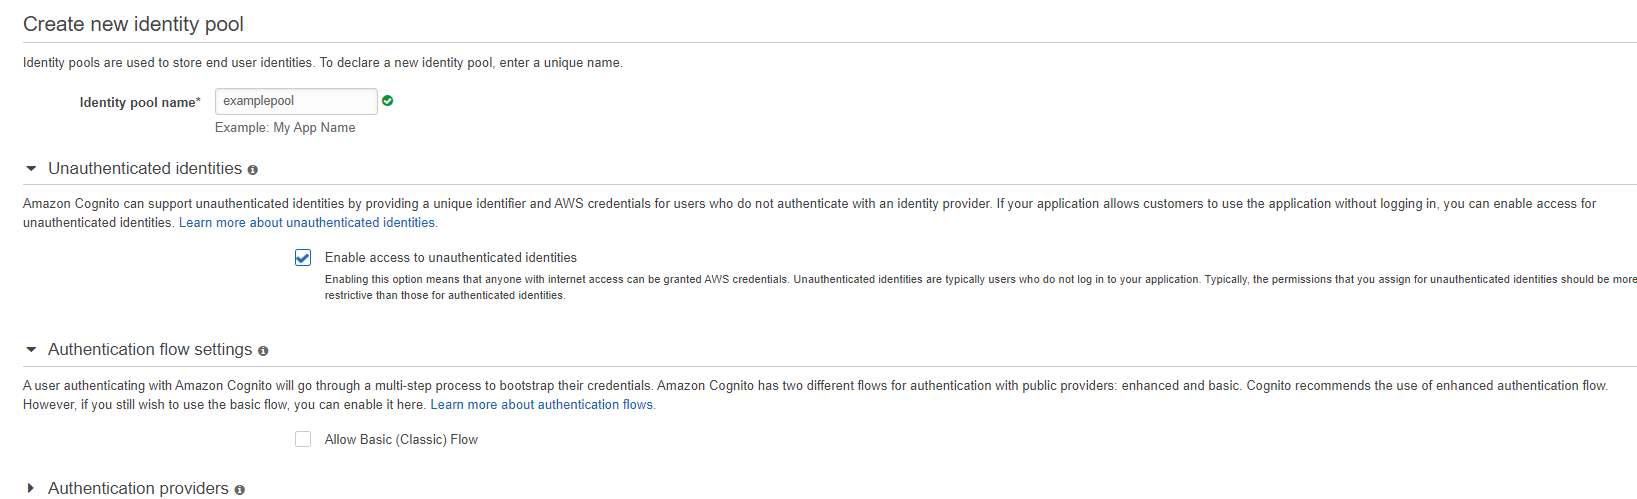 Create new identity pool
Identity pools are used to store end user identities. To declare a new identity pool, enter a unique name.
Identity pool name* examplepool
Example: My App Name
Unauthenticated identities
Amazon Cognito can support unauthenticated identities by providing a unique identifier and AWS credentials for users who do not authenticate with an identity provider. If your application allows customers to use the application without logging in, you can enable access for
unauthenticated identities. Learn more about unauthenticated identities.
Enable access to unauthenticated identities
Enabling this option means that anyone with internet access can be granted AWS credentials. Unauthenticated identities are typically users who do not log in to your application. Typically, the permissions that you assign for unauthenticated identities should be more
restrictive than those for authenticated identities.
Authentication flow settings
A user authenticating with Amazon Cognito will go through a multi-step process to bootstrap their credentials. Amazon Cognito has two different flows for authentication with public providers: enhanced and basic. Cognito recommends the use of enhanced authentication flow.
However, if you still wish to use the basic flow, you can enable it here. Learn more about authentication flows.
Allow Basic (Classic) Flow
Authentication providers